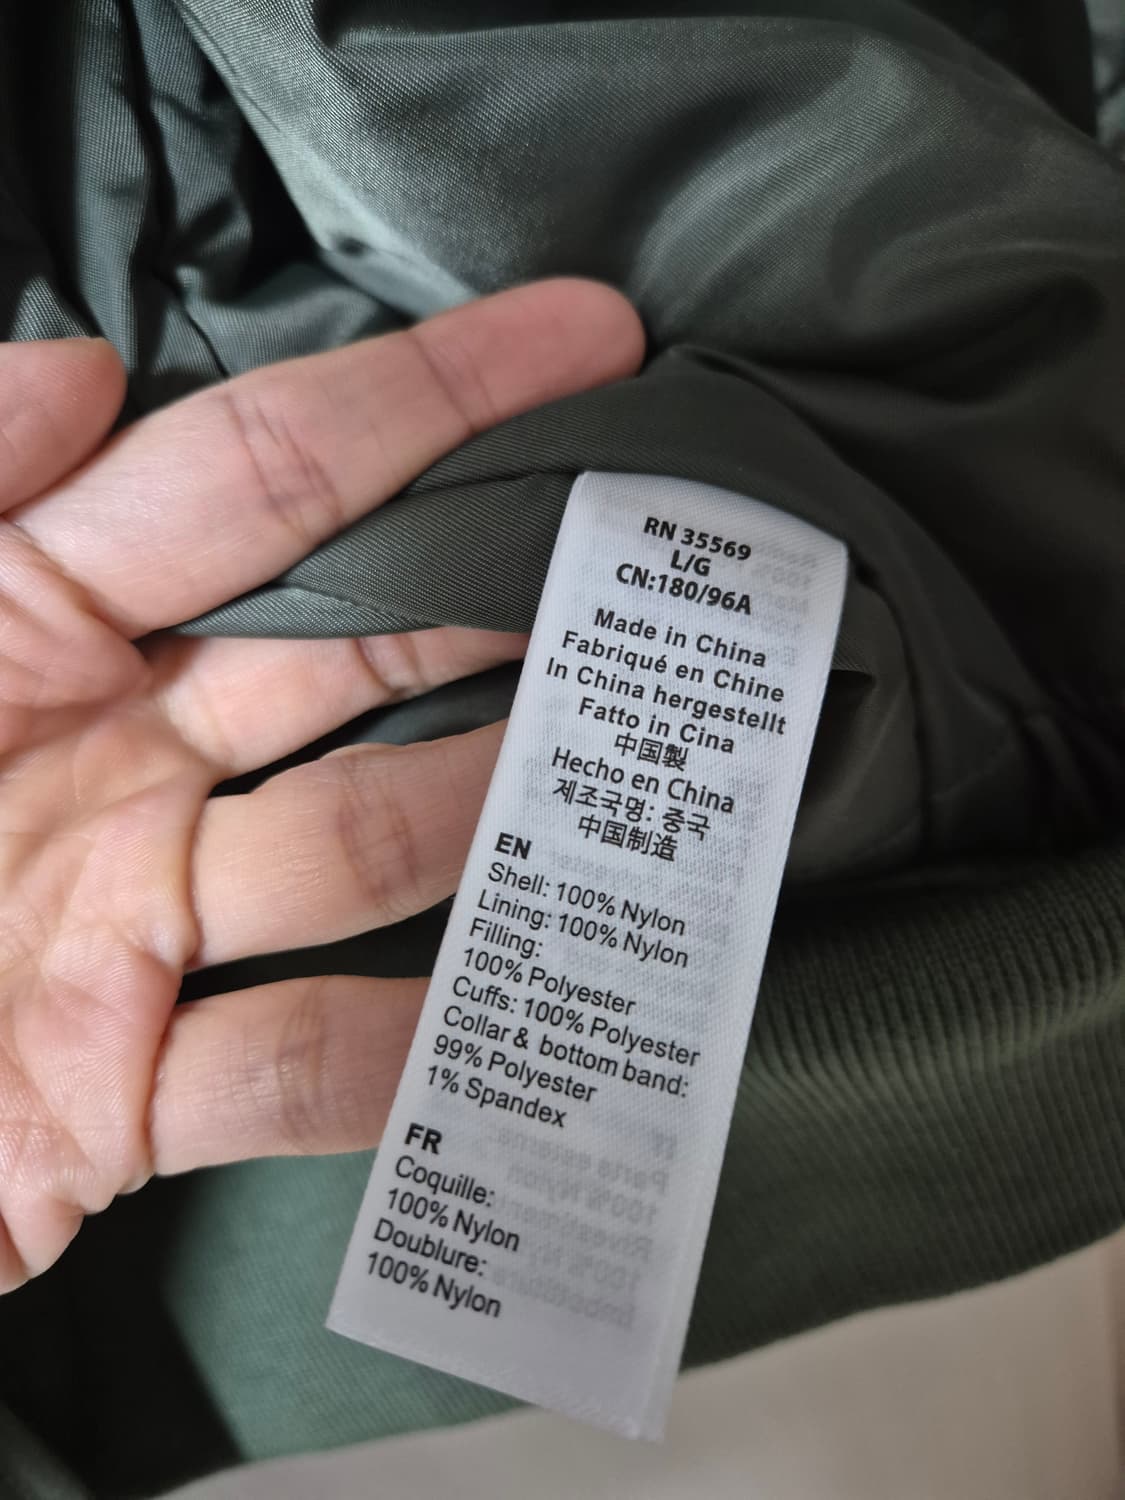 RN 35569
L/G
CN:180/96A
Made in China
Fabriqué en Chine
In China hergestellt
Fatto in Cina
中国製
Hecho en China
제조국명: 중국
中国制造
EN
Shell: 100% Nylon
Lining: 100% Nylon
Filling:
100% Polyester
Cuffs: 100% Polyester
Collar & bottom band:
99% Polyester
1% Spandex
FR
Coquille:
100% Nylon
Doublure:
100% Nylon